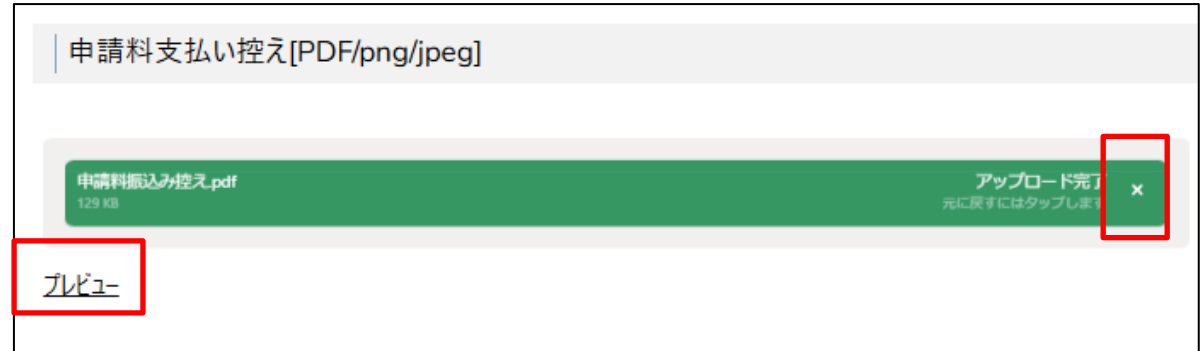 申請料支払い控え[PDF/png/jpeg]
申請料振込み控え.pdf
アップロード完了
×
129 KB
元に戻すにはタップします
プレビュー